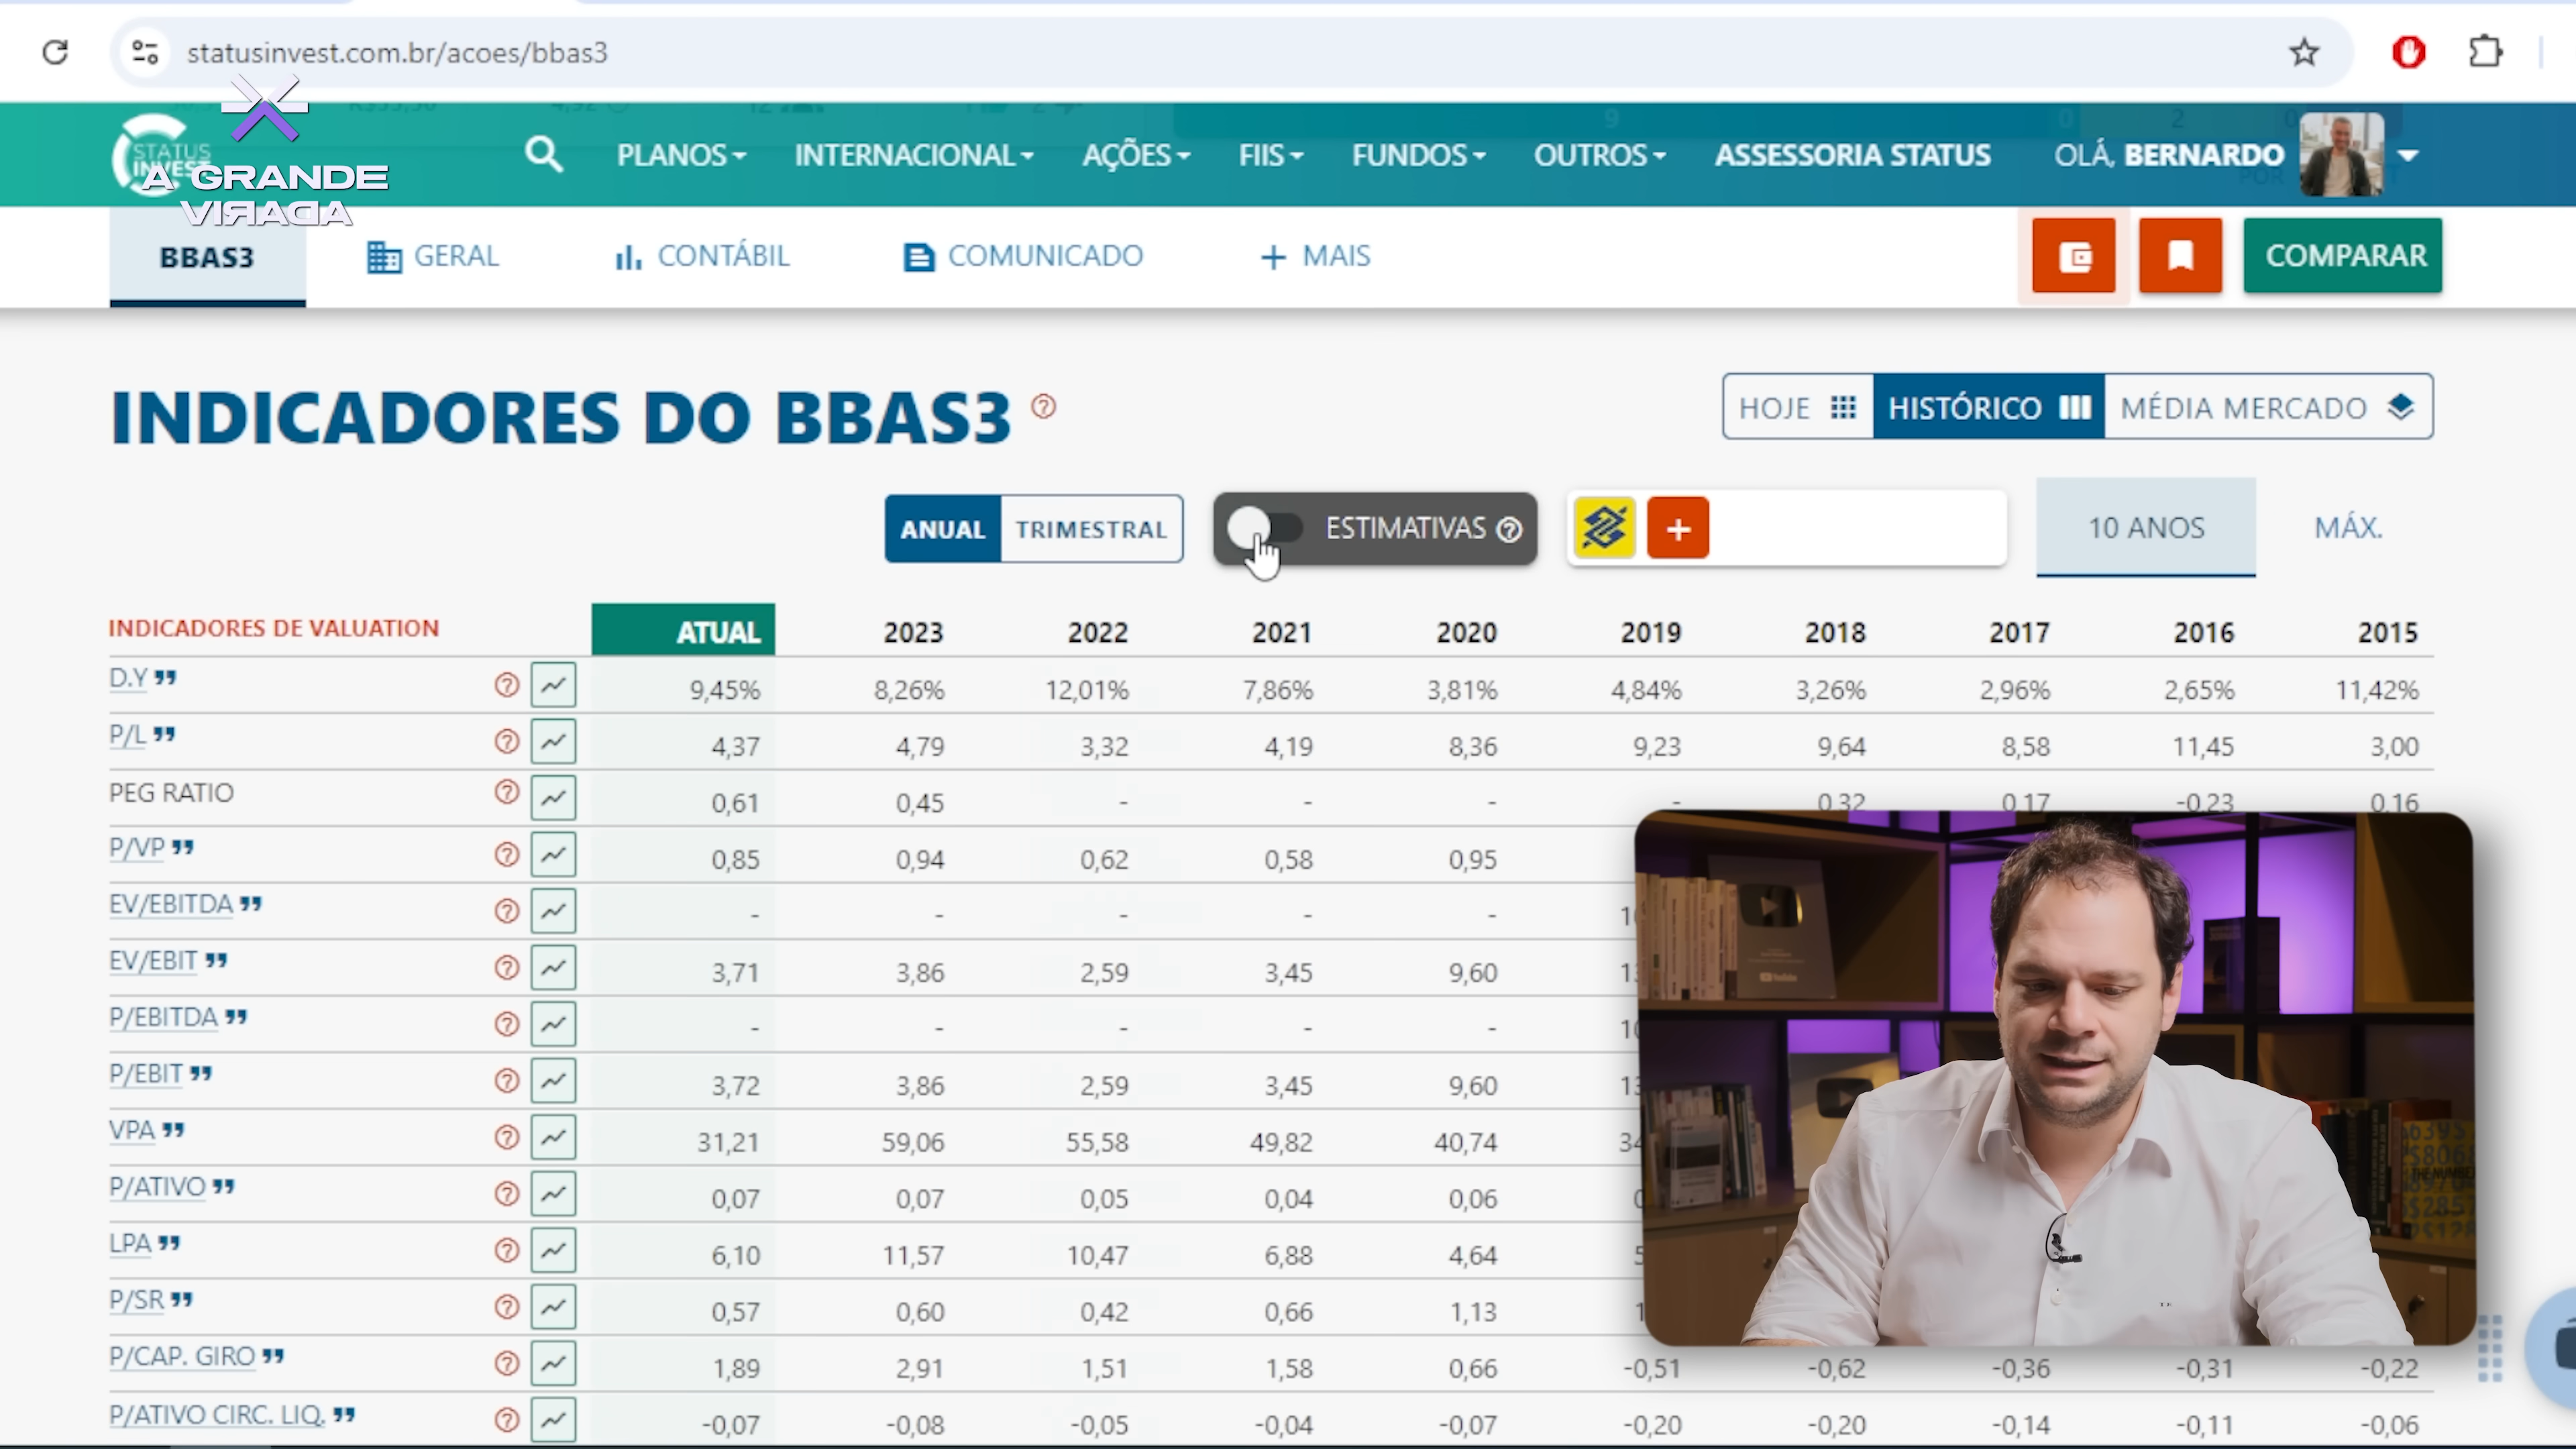 statusinvest.com.br/acoes/bbas3
STATUS
INVEST
A GRANDE
VIRADA
PLANOS
INTERNACIONAL
AÇÕES
FIIS
FUNDOS
OUTROS
ASSESSORIA STATUS
OLÁ, BERNARDO
BBAS3
GERAL
CONTÁBIL
COMUNICADO
+ MAIS
COMPARAR
INDICADORES DO BBAS3
HOJE
HISTÓRICO
MÉDIA MERCADO
ANUAL
TRIMESTRAL
ESTIMATIVAS
10 ANOS
MÁX.
INDICADORES DE VALUATION ATUAL 2023 2022 2021 2020 2019 2018 2017 2016 2015
D.Y 9,45% 8,26% 12,01% 7,86% 3,81% 4,84% 3,26% 2,96% 2,65% 11,42%
P/L 4,37 4,79 3,32 4,19 8,36 9,23 9,64 8,58 11,45 3,00
PEG RATIO 0,61 0,45 - - - - 0,32 0,17 -0,23 0,16
P/VP 0,85 0,94 0,62 0,58 0,95
EV/EBITDA - - - - -
EV/EBIT 3,71 3,86 2,59 3,45 9,60
P/EBITDA - - - - -
P/EBIT 3,72 3,86 2,59 3,45 9,60
VPA 31,21 59,06 55,58 49,82 40,74
P/ATIVO 0,07 0,07 0,05 0,04 0,06
LPA 6,10 11,57 10,47 6,88 4,64
P/SR 0,57 0,60 0,42 0,66 1,13
P/CAP. GIRO 1,89 2,91 1,51 1,58 0,66 -0,51 -0,62 -0,36 -0,31 -0,22
P/ATIVO CIRC. LIQ. -0,07 -0,08 -0,05 -0,04 -0,07 -0,20 -0,20 -0,14 -0,11 -0,06